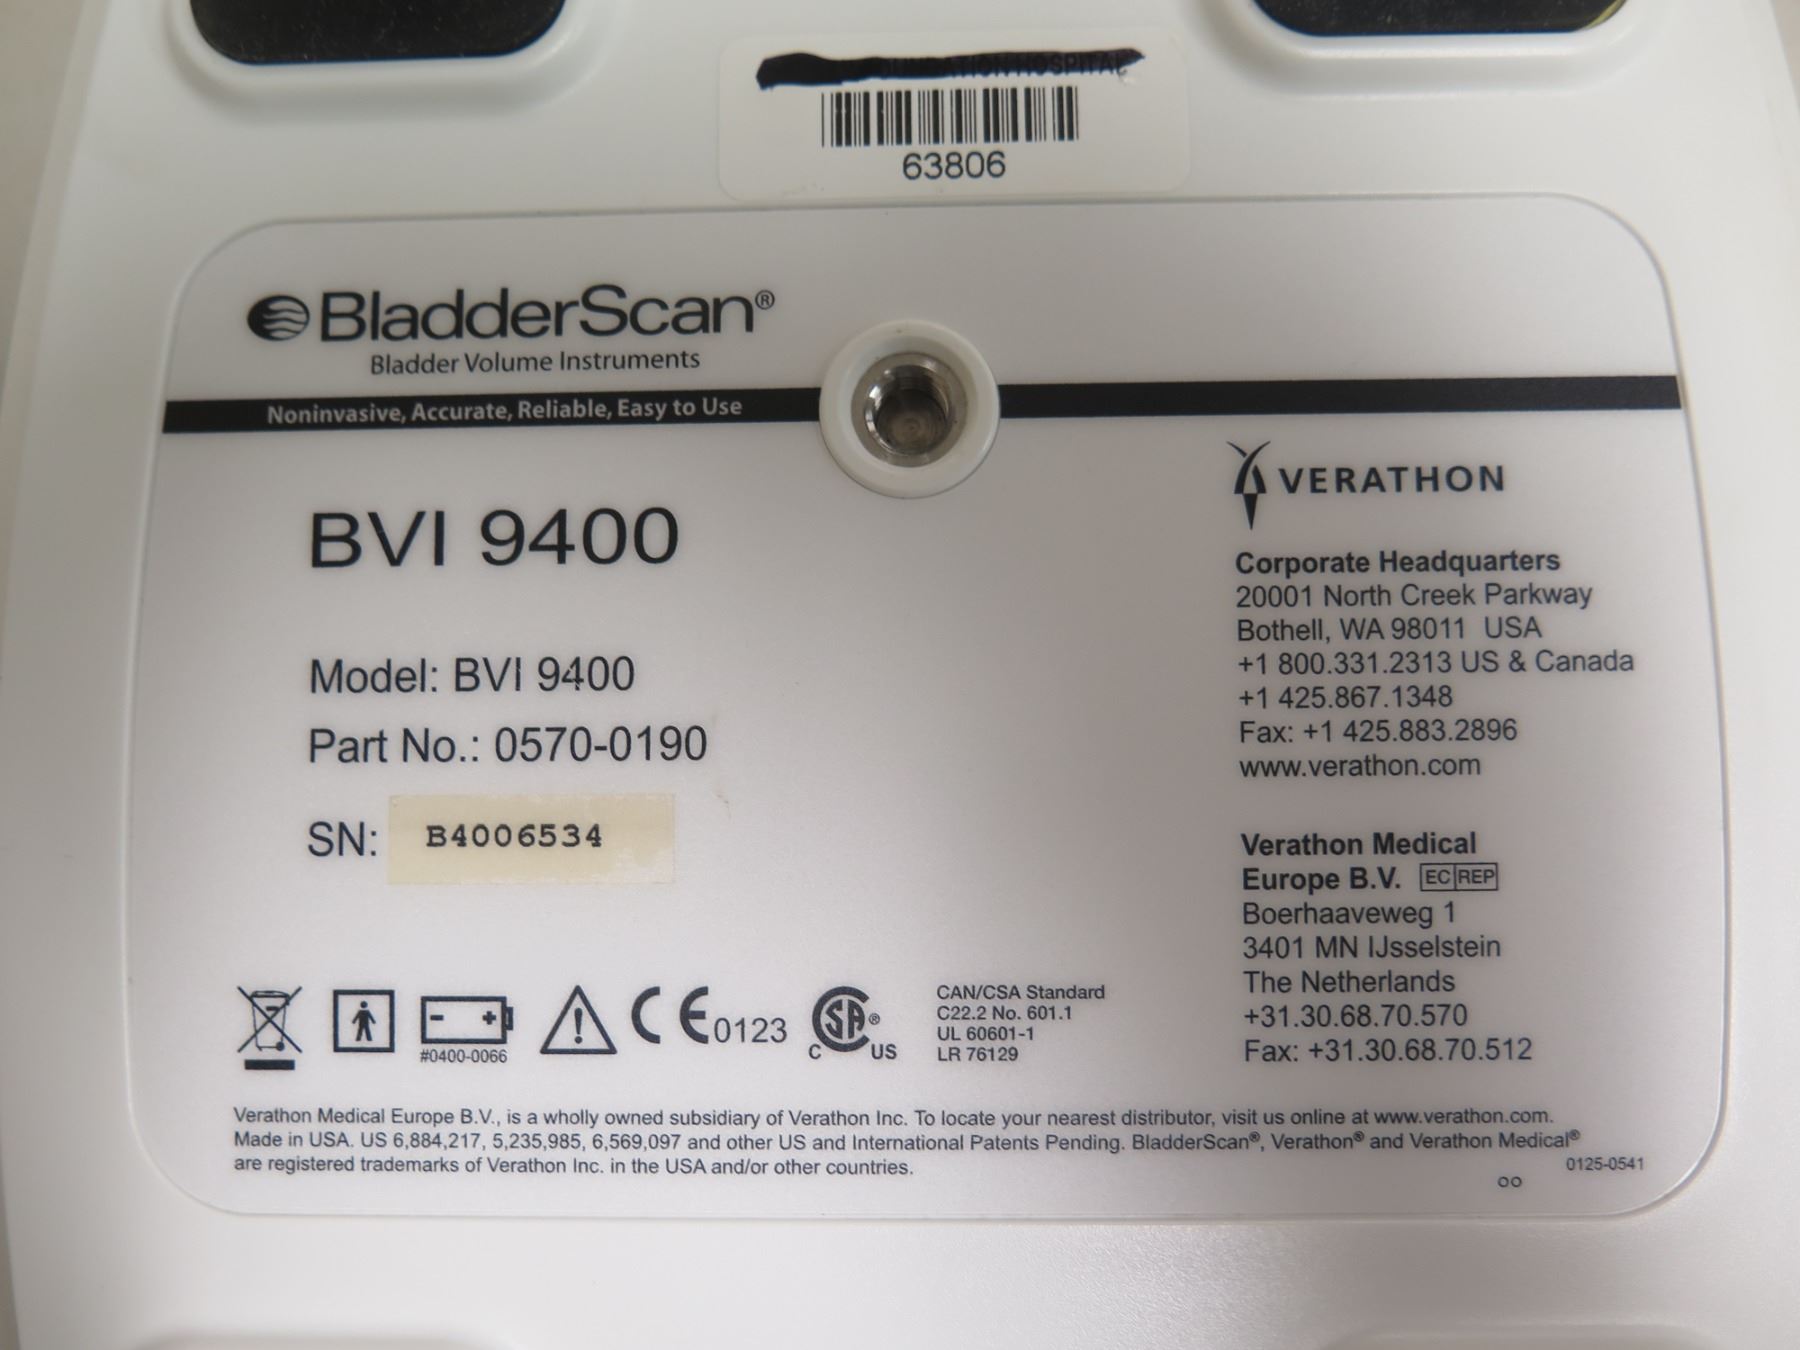 FOUNDATION HOSPITAL
63806
BladderScan®
Bladder Volume Instruments
Noninvasive, Accurate, Reliable, Easy to Use
BVI 9400
Model: BVI 9400
Part No.: 0570-0190
SN: B4006534
VERATHON
Corporate Headquarters
20001 North Creek Parkway
Bothell, WA 98011 USA
+1 800.331.2313 US & Canada
+1 425.867.1348
Fax: +1 425.883.2896
www.verathon.com
Verathon Medical
Europe B.V. EC REP
Boerhaaveweg 1
3401 MN IJsselstein
The Netherlands
+31.30.68.70.570
Fax: +31.30.68.70.512
- +
#0400-0066
!
CE 0123
CSA®
C US
CAN/CSA Standard
C22.2 No. 601.1
UL 60601-1
LR 76129
Verathon Medical Europe B.V., is a wholly owned subsidiary of Verathon Inc. To locate your nearest distributor, visit us online at www.verathon.com.
Made in USA. US 6,884,217, 5,235,985, 6,569,097 and other US and International Patents Pending. BladderScan®, Verathon® and Verathon Medical®
are registered trademarks of Verathon Inc. in the USA and/or other countries.
0125-0541
oo